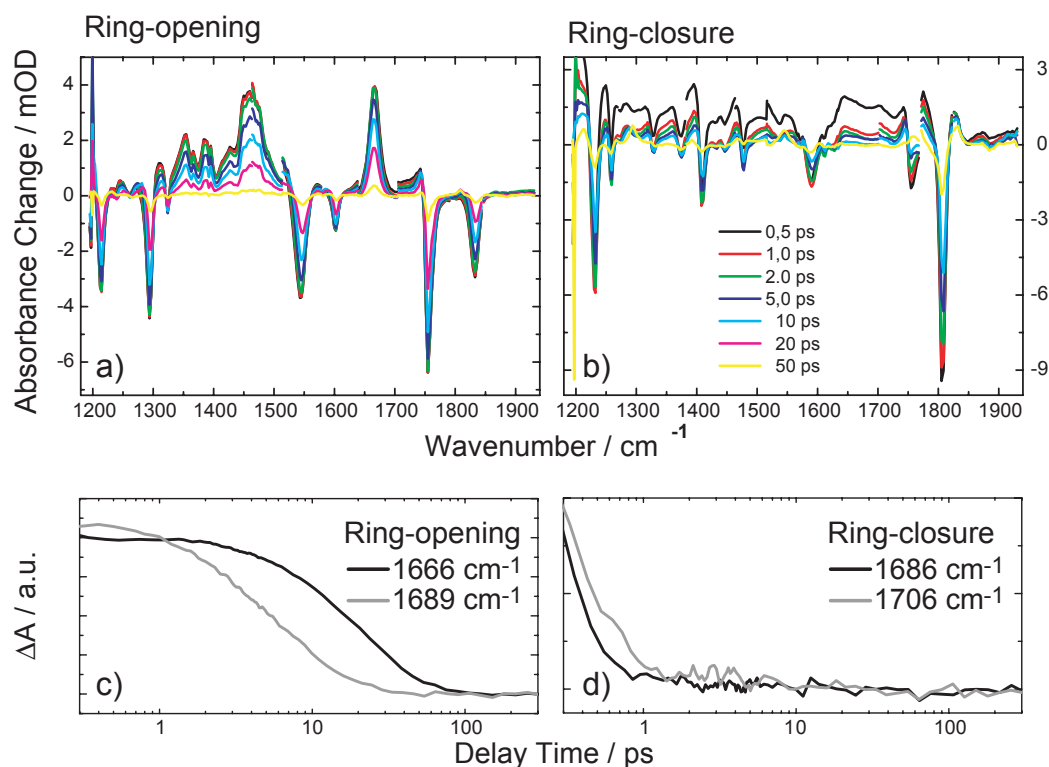 Ring-opening
Ring-closure
Absorbance Change / mOD
4
2
0
-2
-4
-6
3
0
-3
-6
-9
0,5 ps
1,0 ps
2.0 ps
5,0 ps
10 ps
20 ps
50 ps
a)
b)
1200 1300 1400 1500 1600 1700 1800 1900
1200 1300 1400 1500 1600 1700 1800 1900
Wavenumber / cm-1
Ring-opening
1666 cm-1
1689 cm-1
Ring-closure
1686 cm-1
1706 cm-1
ΔA / a.u.
c)
d)
1 10 100
1 10 100
Delay Time / ps